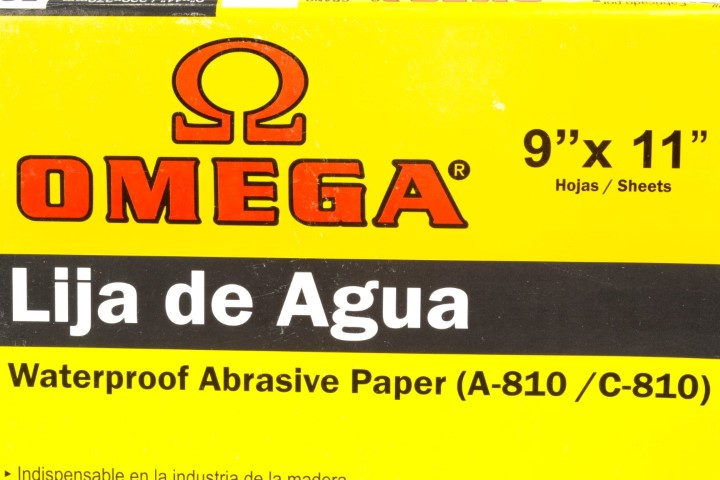 Ω
OMEGA®
9” x 11”
Hojas / Sheets
Lija de Agua
Waterproof Abrasive Paper (A-810 /C-810)
▸ Indispensable en la industria de la madera